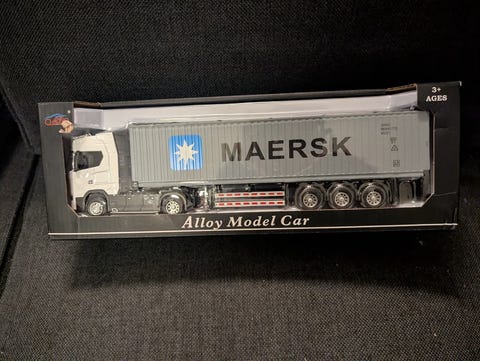 3+
AGES
MAERSK
Alloy Model Car